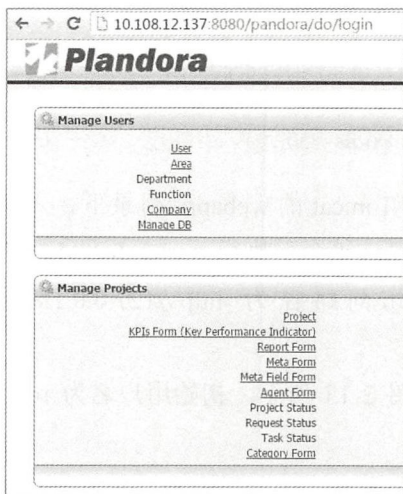 10.108.12.137:8080/pandora/do/login
Plandora
Manage Users
User
Area
Department
Function
Company
Manage DB
Manage Projects
Project
KPIs Form (Key Performance Indicator)
Report Form
Meta Form
Meta Field Form
Agent Form
Project Status
Request Status
Task Status
Category Form